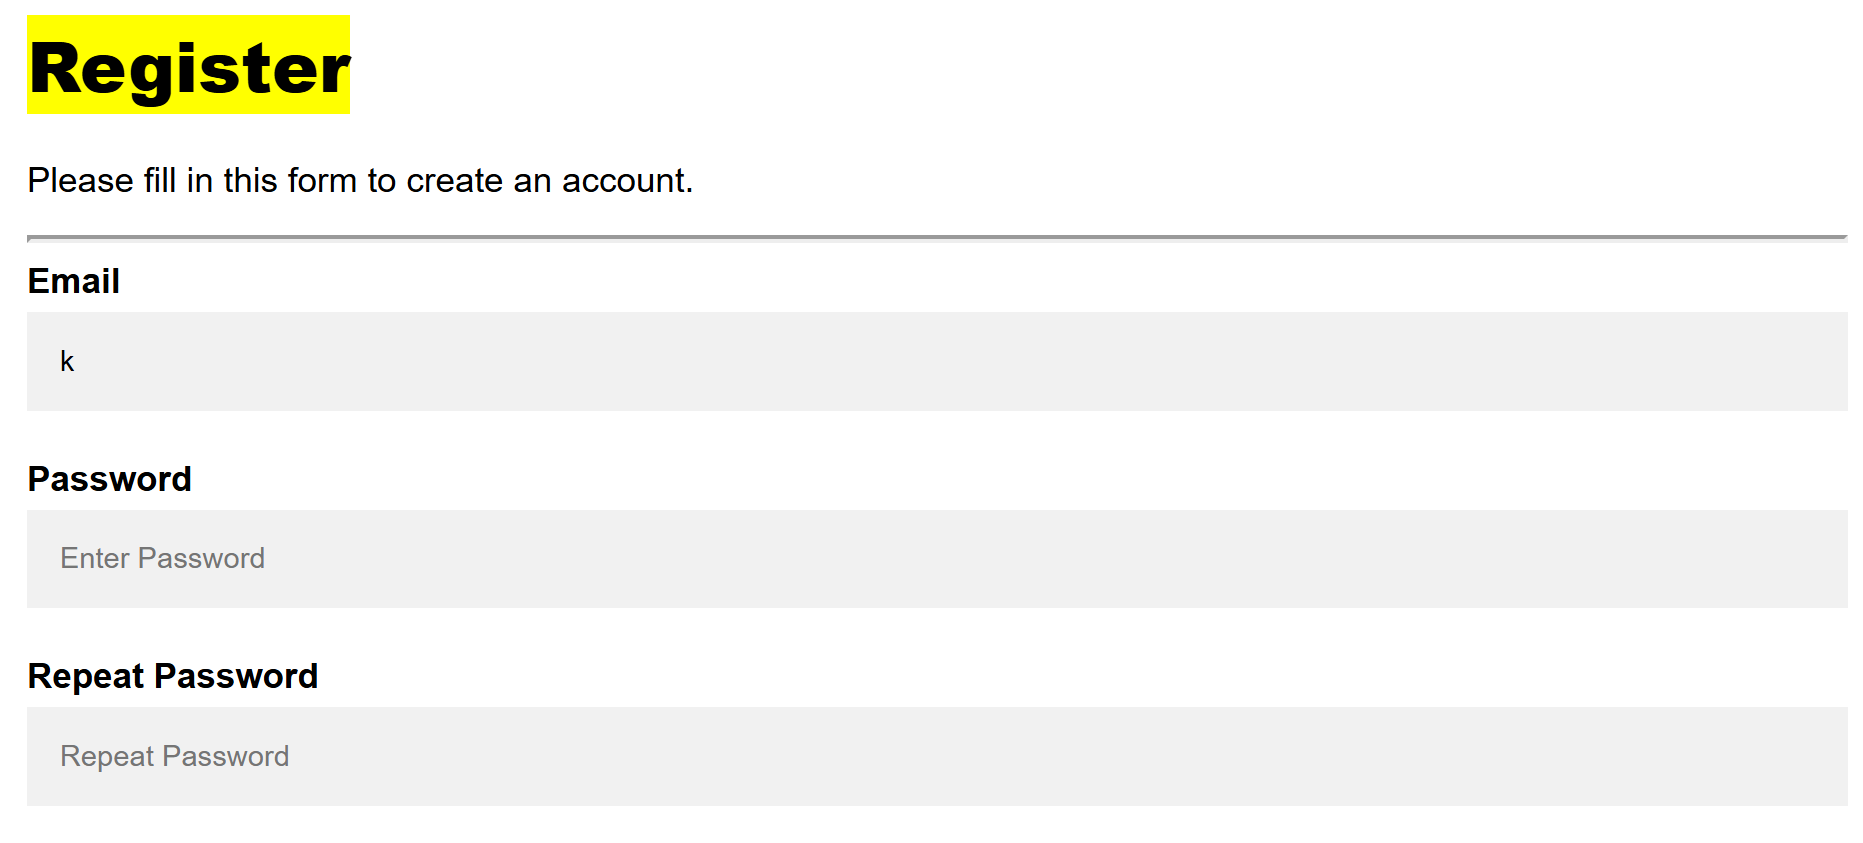 Register
Please fill in this form to create an account.
Email
k
Password
Enter Password
Repeat Password
Repeat Password